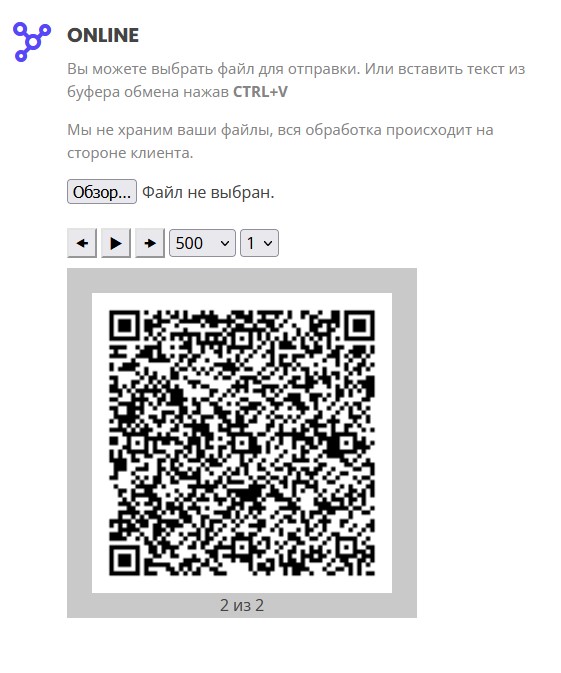 ONLINE
Вы можете выбрать файл для отправки. Или вставить текст из
буфера обмена нажав CTRL+V
Мы не храним ваши файлы, вся обработка происходит на
стороне клиента.
Обзор... Файл не выбран.
500 1
2 из 2